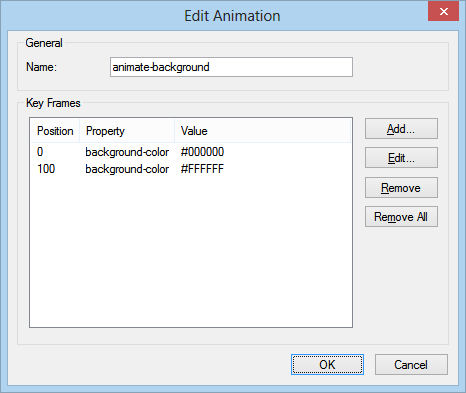 Edit Animation
General
Name: animate-background
Key Frames
Position Property Value
0 background-color #000000
100 background-color #FFFFFF
Add...
Edit...
Remove
Remove All
OK Cancel